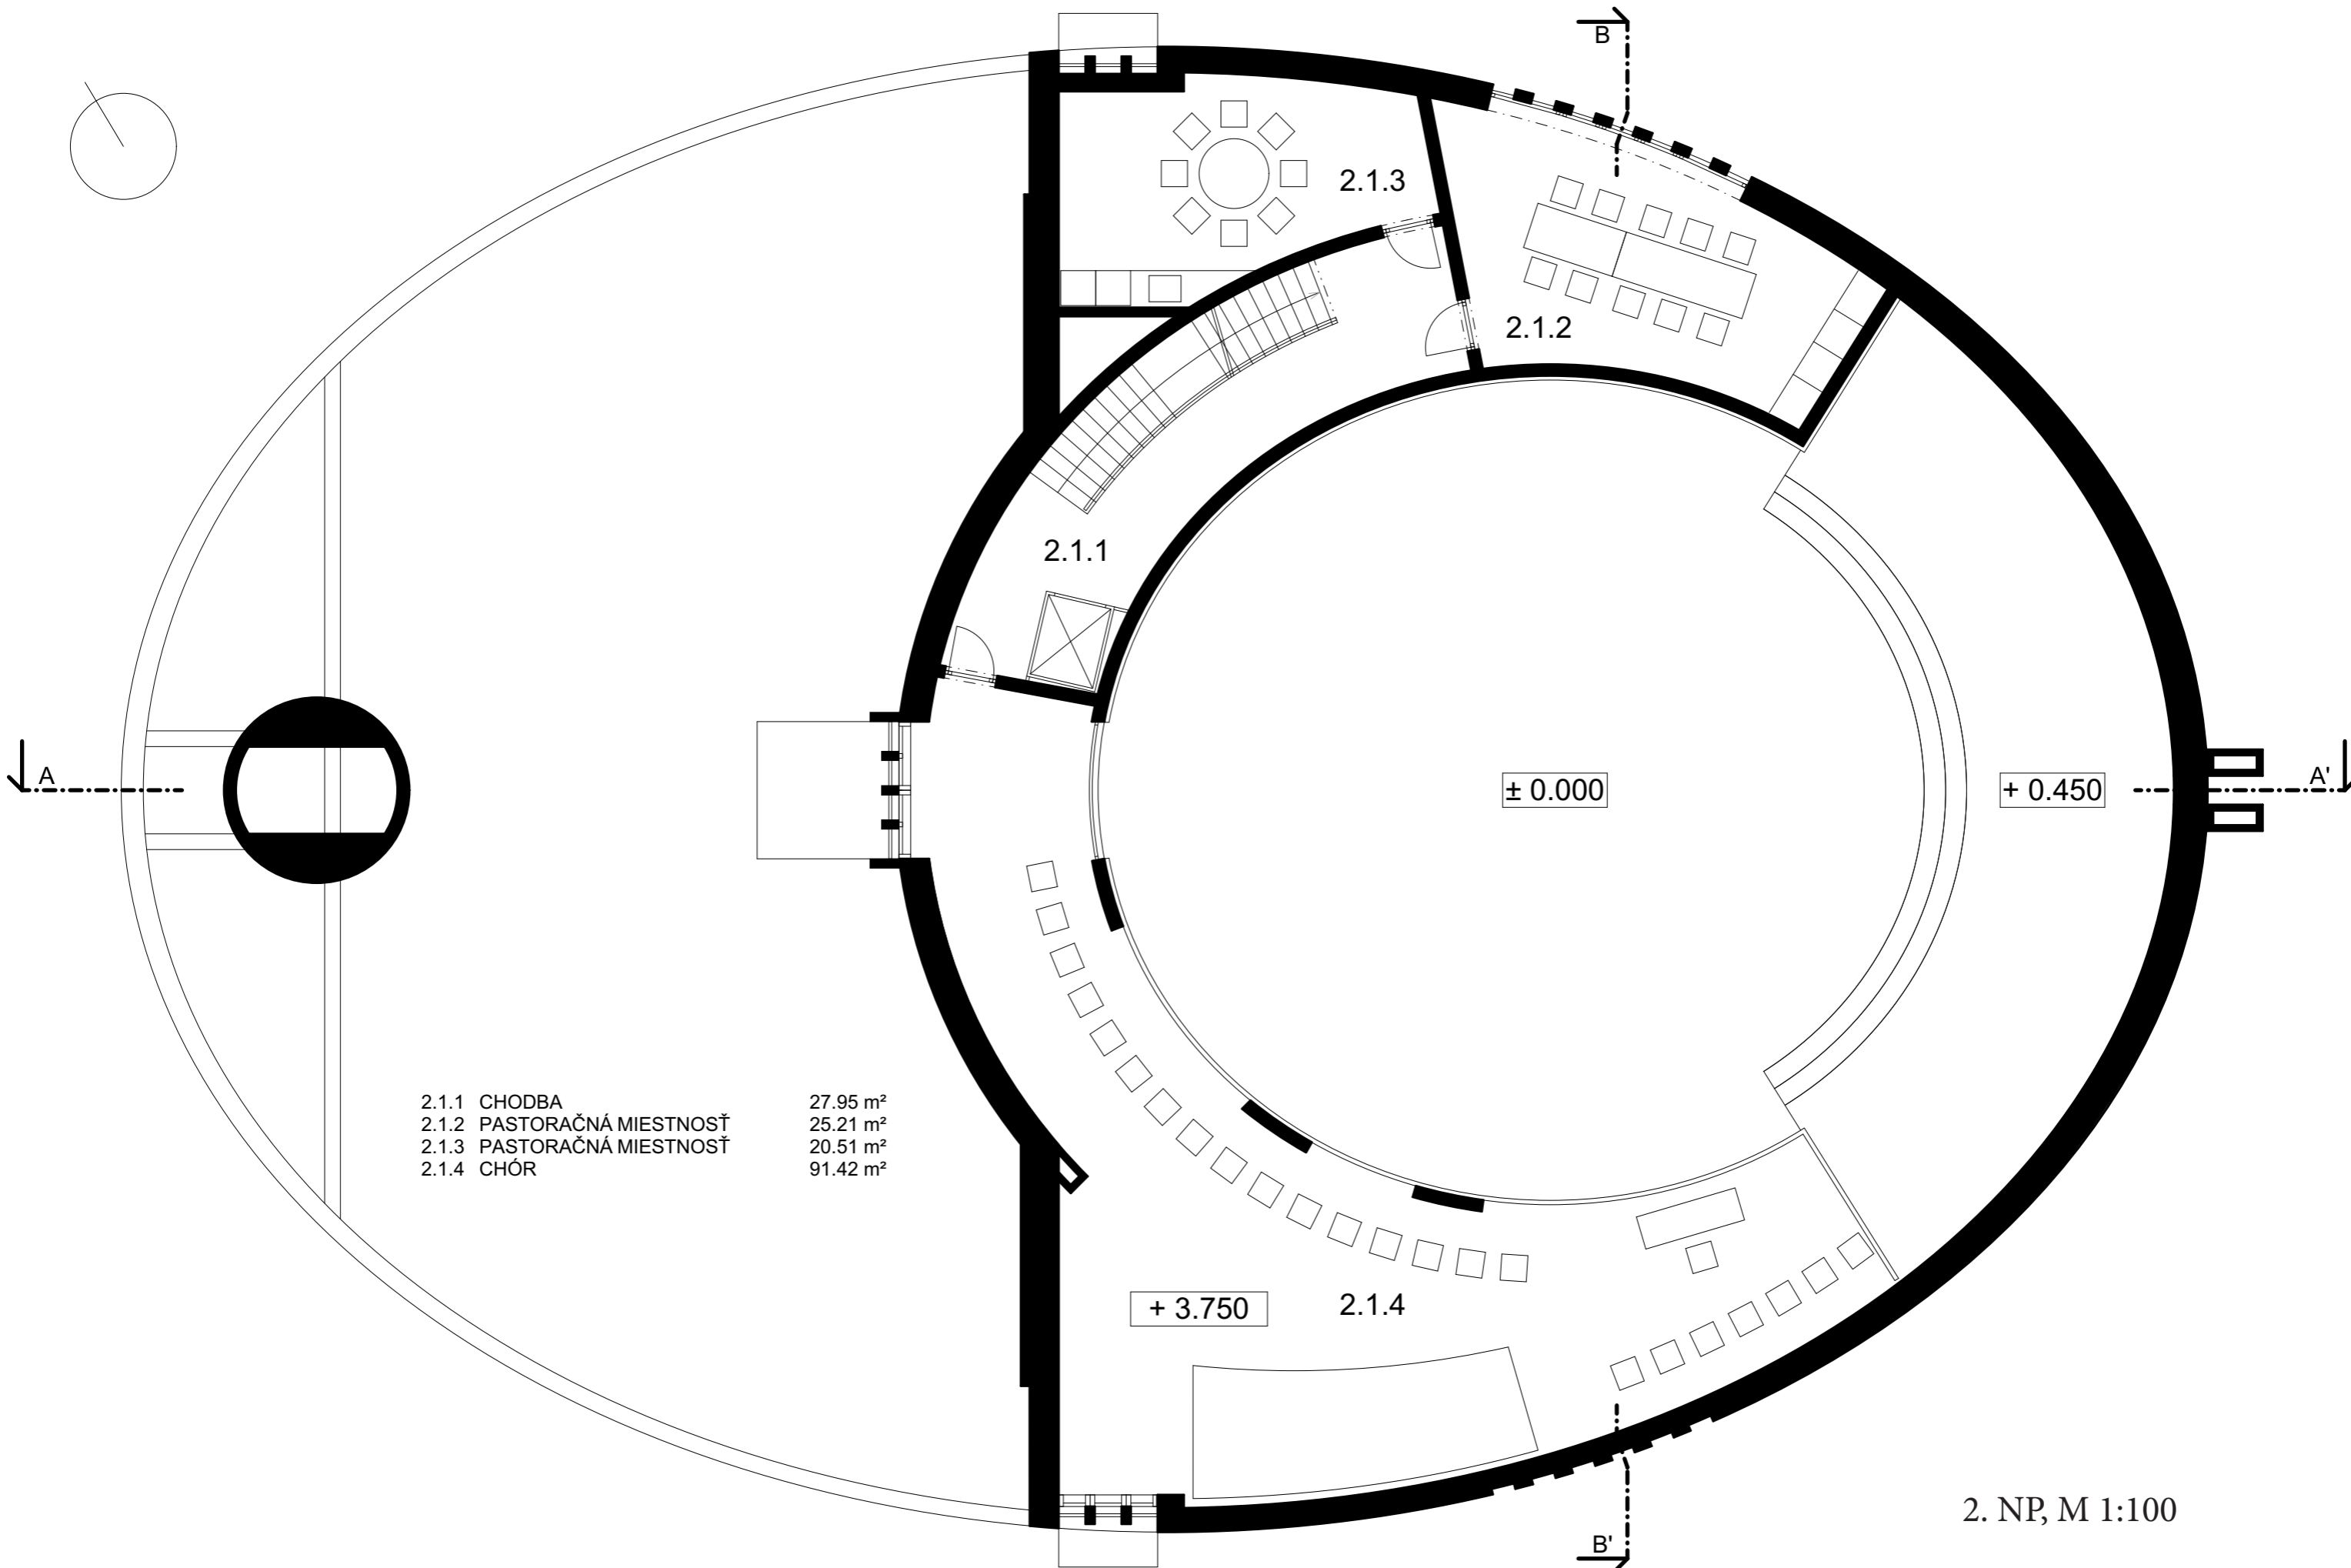 B
2.1.3
2.1.2
2.1.1
A
± 0.000
+ 0.450
A'
2.1.1 CHODBA 27.95 m²
2.1.2 PASTORAČNÁ MIESTNOSŤ 25.21 m²
2.1.3 PASTORAČNÁ MIESTNOSŤ 20.51 m²
2.1.4 CHÓR 91.42 m²
+ 3.750
2.1.4
2. NP, M 1:100
B'